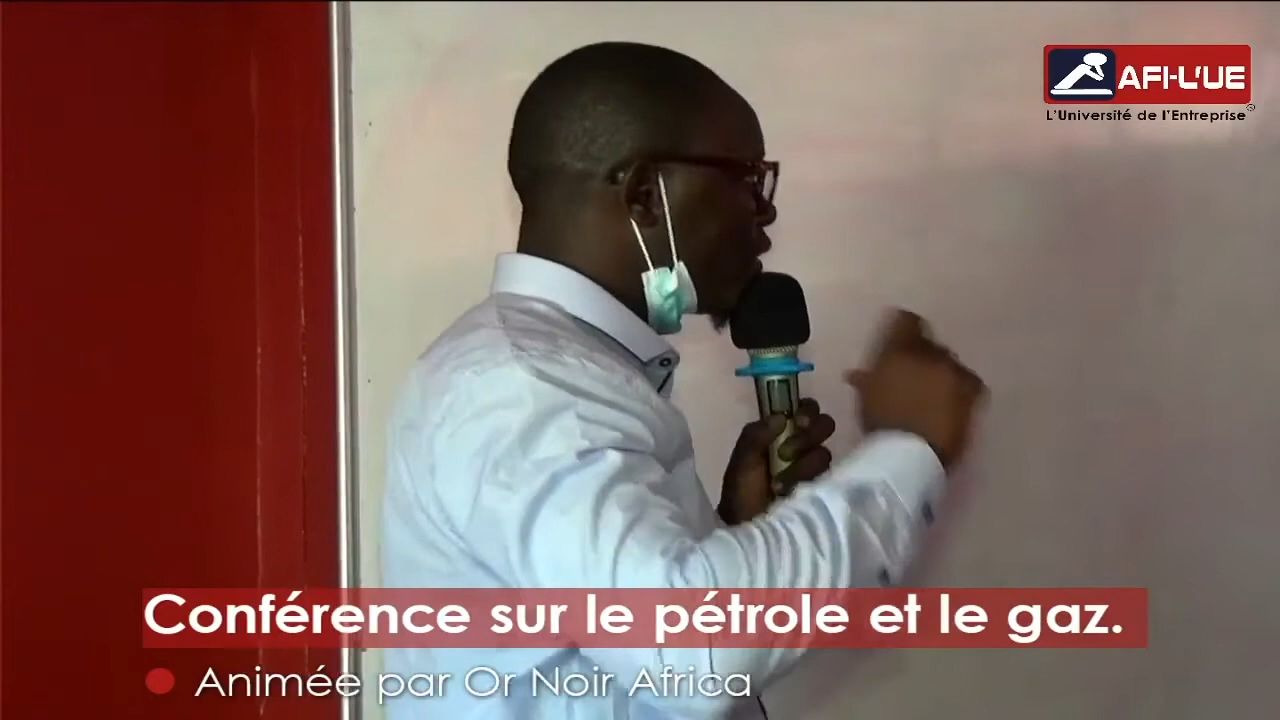 AFI-L'UE
L'Université de l'Entreprise®
Conférence sur le pétrole et le gaz.
Animée par Or Noir Africa